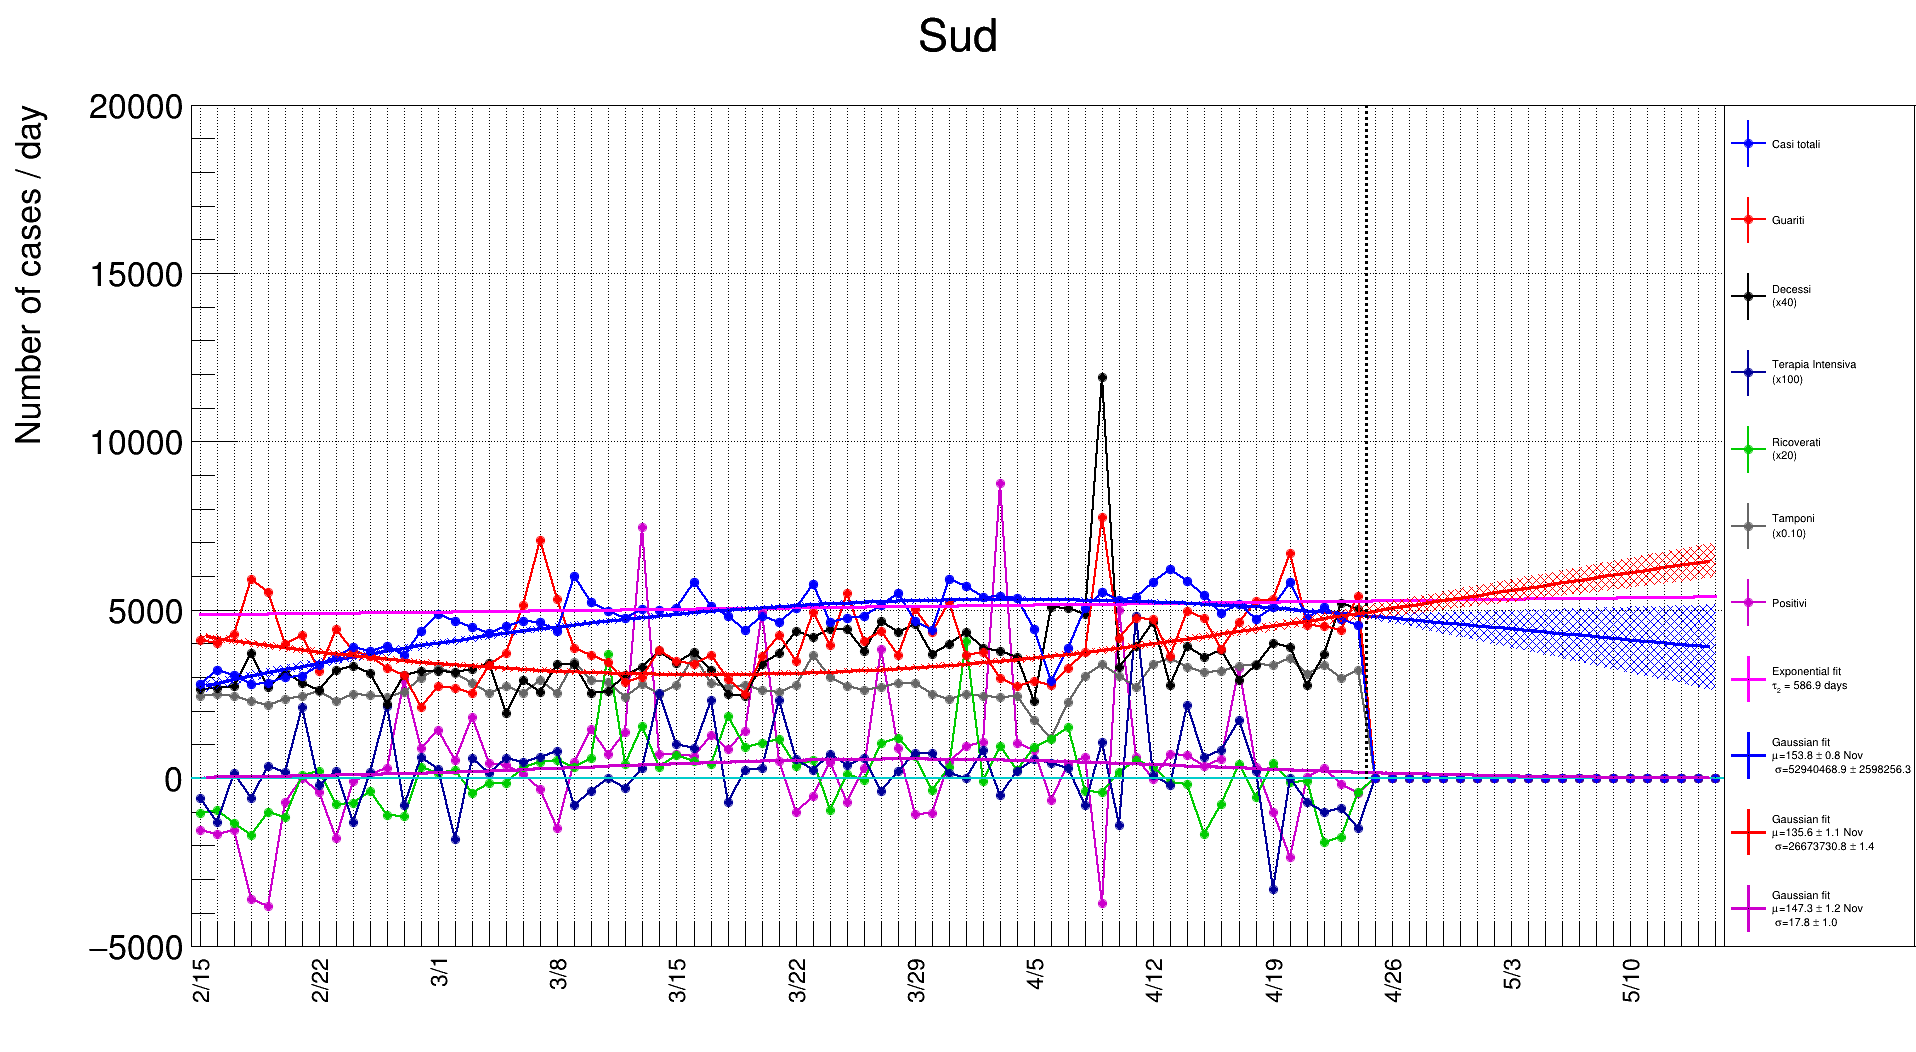 Sud
Number of cases / day
20000
15000
10000
5000
0
−5000
2/15
2/22
3/1
3/8
3/15
3/22
3/29
4/5
4/12
4/19
4/26
5/3
5/10
Casi totali
Guariti
Decessi
(x40)
Terapia Intensiva
(x100)
Ricoverati
(x20)
Tamponi
(x0.10)
Positivi
Exponential fit
τ₂ = 586.9 days
Gaussian fit
μ=153.8 ± 0.8 Nov
σ=52940468.9 ± 2598256.3
Gaussian fit
μ=135.6 ± 1.1 Nov
σ=26673730.8 ± 1.4
Gaussian fit
μ=147.3 ± 1.2 Nov
σ=17.8 ± 1.0